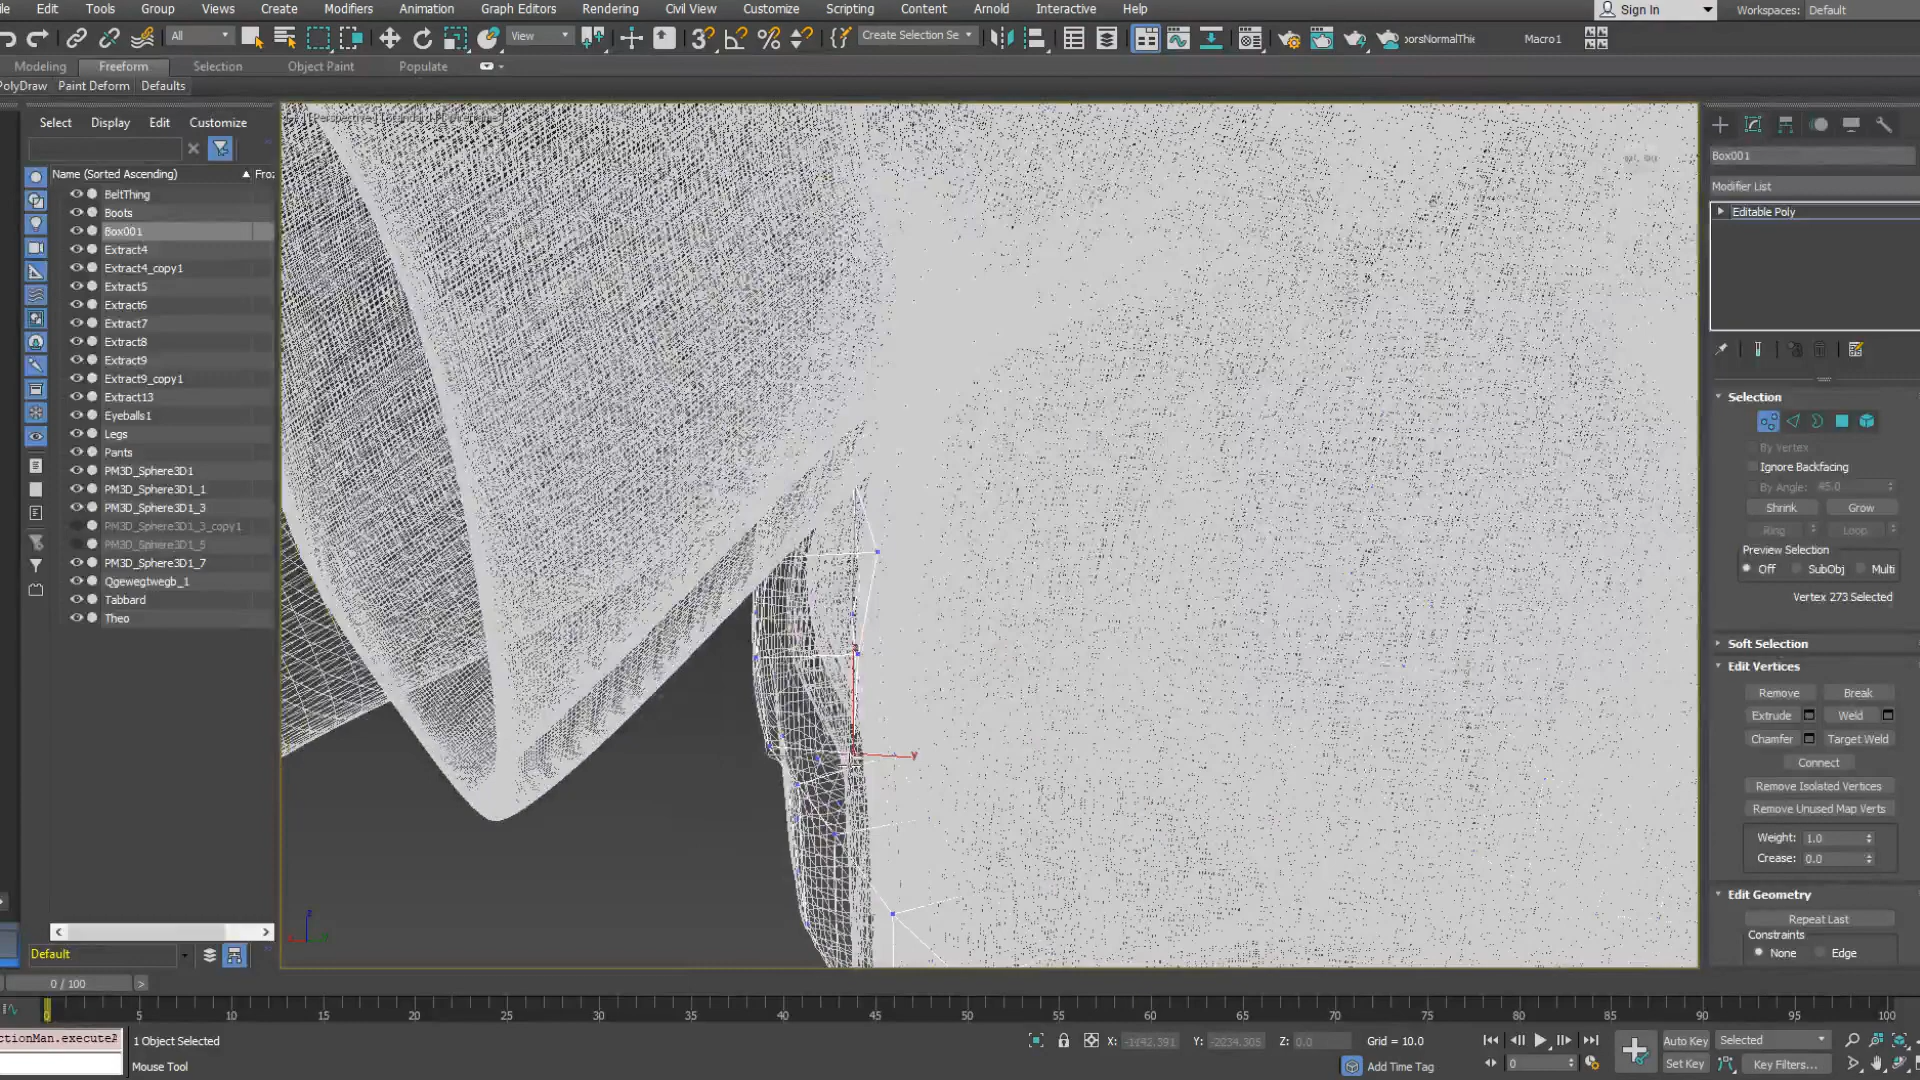 Edit Tools Group Views Create Modifiers Animation Graph Editors Rendering Civil View Customize Scripting Content Arnold Interactive Help Sign In Workspaces: Default
All View Create Selection Se Macro1
Modeling Freeform Selection Object Paint Populate
PolyDraw Paint Deform Defaults
Select Display Edit Customize
Name (Sorted Ascending) Fro:
BeltThing
Boots
Box001
Extract4
Extract4_copy1
Extract5
Extract6
Extract7
Extract8
Extract9
Extract9_copy1
Extract13
Eyeballs1
Legs
Pants
PM3D_Sphere3D1
PM3D_Sphere3D1_1
PM3D_Sphere3D1_3
PM3D_Sphere3D1_3_copy1
PM3D_Sphere3D1_5
PM3D_Sphere3D1_7
Qgewegtwegb_1
Tabbard
Theo
Default
y
Box001
Modifier List
Editable Poly
Selection
By Vertex
Ignore Backfacing
By Angle: 45.0
Shrink Grow
Ring Loop
Preview Selection
Off SubObj Multi
Vertex 273 Selected
Soft Selection
Edit Vertices
Remove Break
Extrude Weld
Chamfer Target Weld
Connect
Remove Isolated Vertices
Remove Unused Map Verts
Weight: 1.0
Crease: 0.0
Edit Geometry
Repeat Last
Constraints
None Edge
0 / 100 >
0 5 10 15 20 25 30 35 40 45 50 55 60 65 70 75 80 85 90 95 100
1 Object Selected X: Y: -2234.305 Z: 0.0 Grid = 10.0 Auto Key Selected
Mouse Tool Add Time Tag 0 Set Key Key Filters...